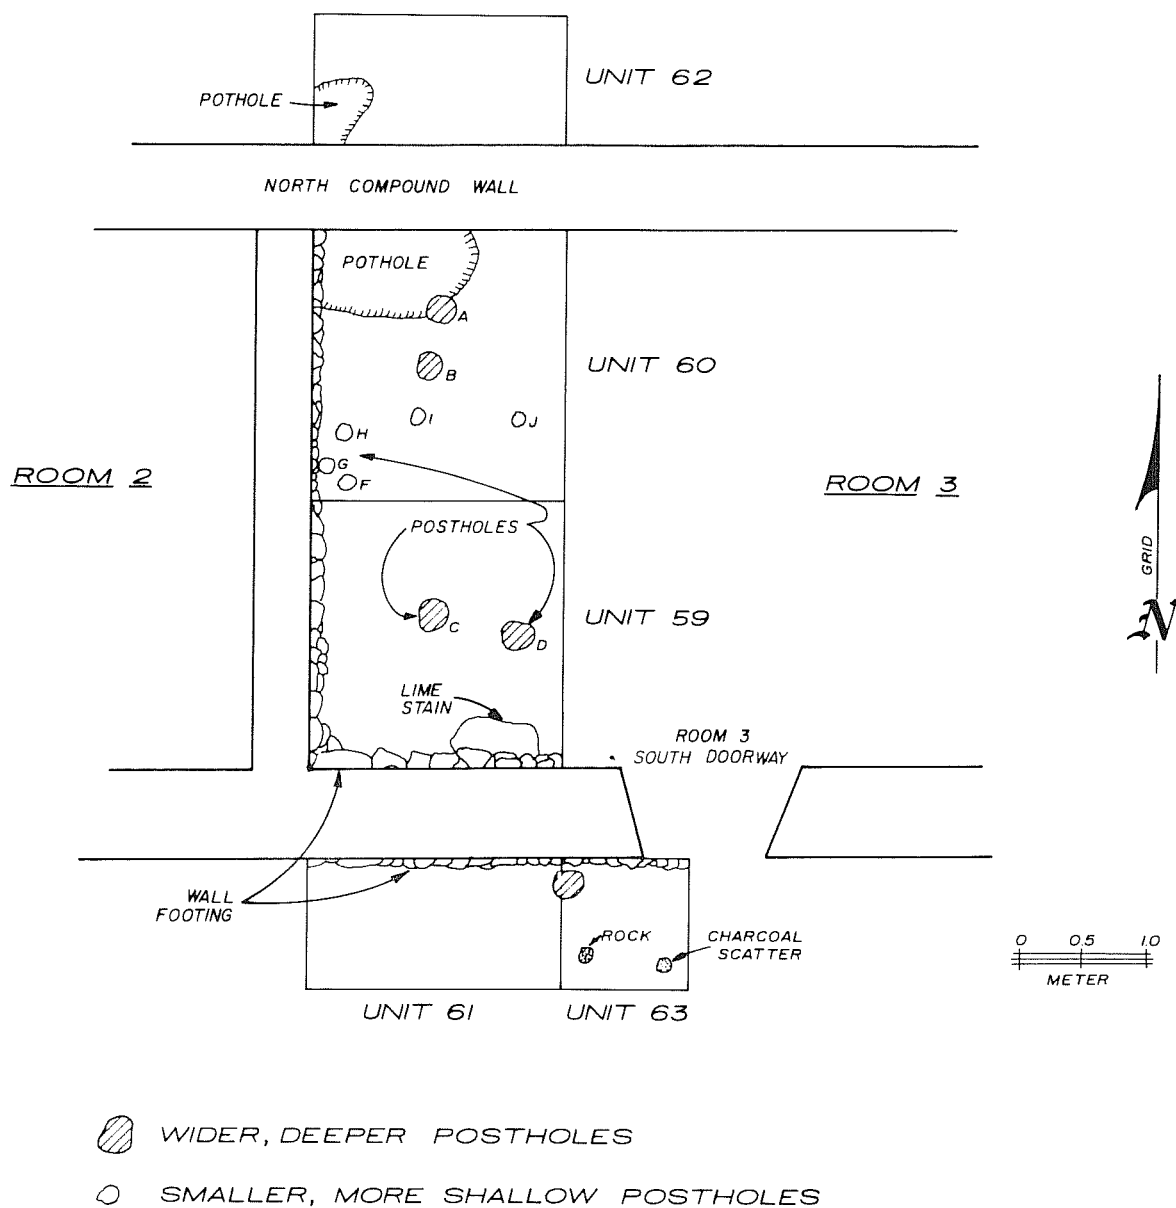 UNIT 62
POTHOLE
NORTH COMPOUND WALL
POTHOLE
A
UNIT 60
B
I
J
H
G
F
ROOM 2
ROOM 3
POSTHOLES
GRID
N
UNIT 59
C
D
LIME
STAIN
ROOM 3
SOUTH DOORWAY
WALL
FOOTING
ROCK
CHARCOAL
SCATTER
0 0.5 1.0
METER
UNIT 61
UNIT 63
WIDER, DEEPER POSTHOLES
SMALLER, MORE SHALLOW POSTHOLES